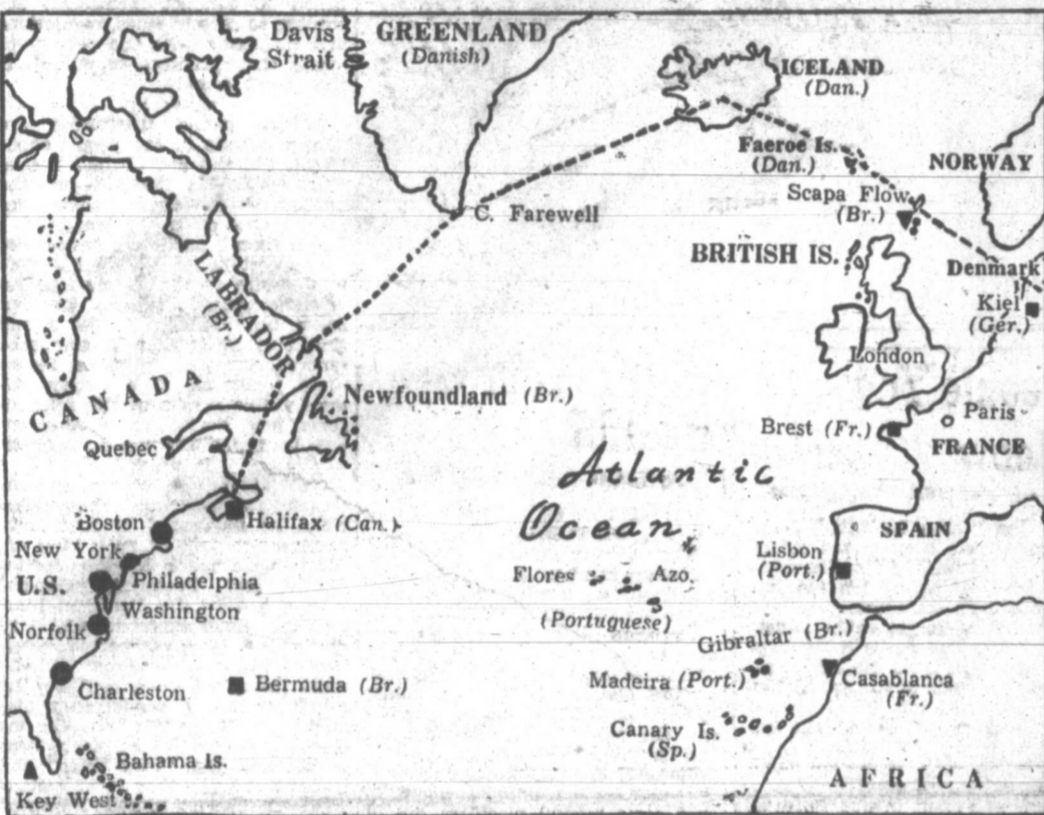 Davis
Strait
GREENLAND
(Danish)
ICELAND
(Dan.)
Faeroe Is.
(Dan.)
NORWAY
Scapa Flow
(Br.)
C. Farewell
BRITISH IS.
Denmark
Kiel
(Ger.)
LABRADOR
(Br.)
London
CANADA
Newfoundland (Br.)
Paris
Brest (Fr.)
FRANCE
Quebec
Atlantic
Ocean
Boston
Halifax (Can.)
SPAIN
New York
Lisbon
(Port.)
U.S.
Philadelphia
Flores
Azo.
Washington
(Portuguese)
Norfolk
Gibraltar (Br.)
Charleston
Bermuda (Br.)
Madeira (Port.)
Casablanca
(Fr.)
Canary Is.
(Sp.)
Bahama Is.
AFRICA
Key West